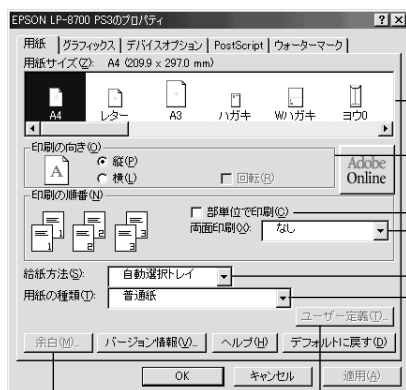 EPSON LP-8700 PS3のプロパティ
用紙 グラフィックス デバイスオプション PostScript ウォーターマーク
用紙サイズ(Z): A4 (209.9 x 297.0 mm)
A4 レター A3 ハガキ Wハガキ ヨウ0
印刷の向き(O)
A
縦(P)
横(L)
回転(R)
Adobe
Online
印刷の順番(N)
1 1 2 2 3 3
部単位で印刷(C)
両面印刷(X): なし
給紙方法(S): 自動選択トレイ
用紙の種類(T): 普通紙
ユーザー定義(I)...
余白(M)... バージョン情報(V)... ヘルプ(H) デフォルトに戻す(D)
OK キャンセル 適用(A)